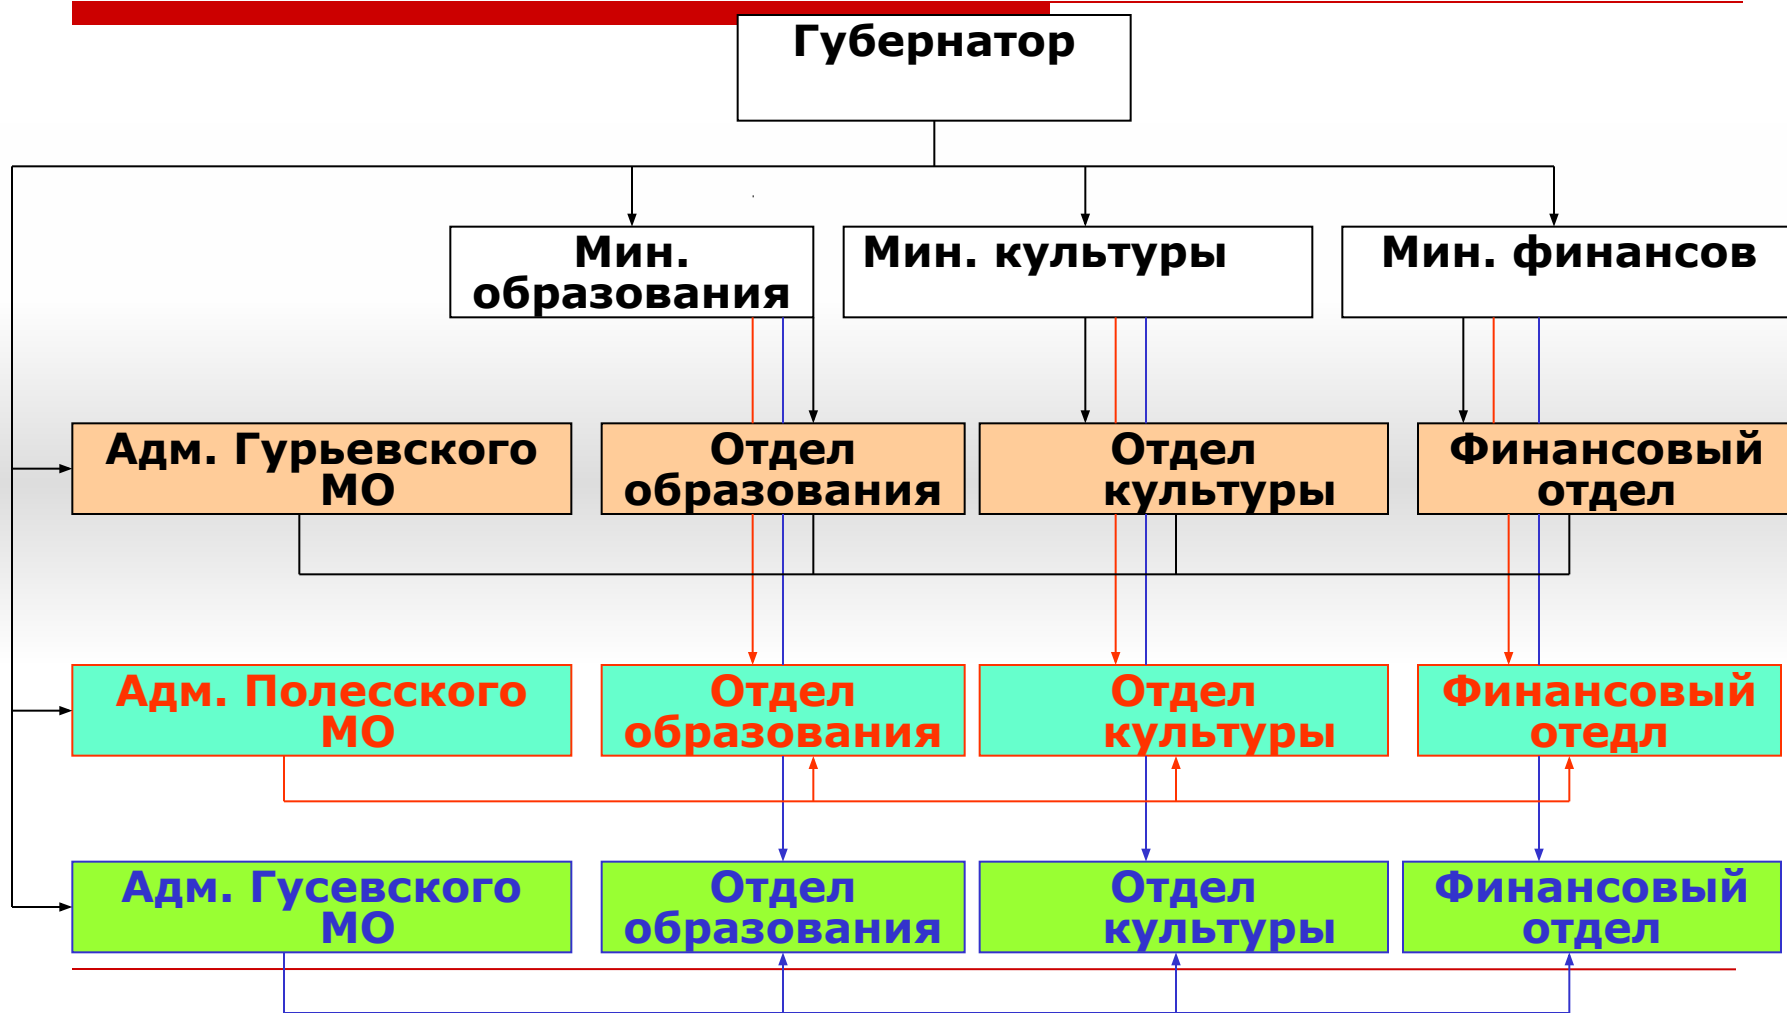 Губернатор
Мин.
образования
Мин. культуры
Мин. финансов
Адм. Гурьевского
МО
Отдел
образования
Отдел
культуры
Финансовый
отдел
Адм. Полесского
МО
Отдел
образования
Отдел
культуры
Финансовый
отедл
Адм. Гусевского
МО
Отдел
образования
Отдел
культуры
Финансовый
отдел